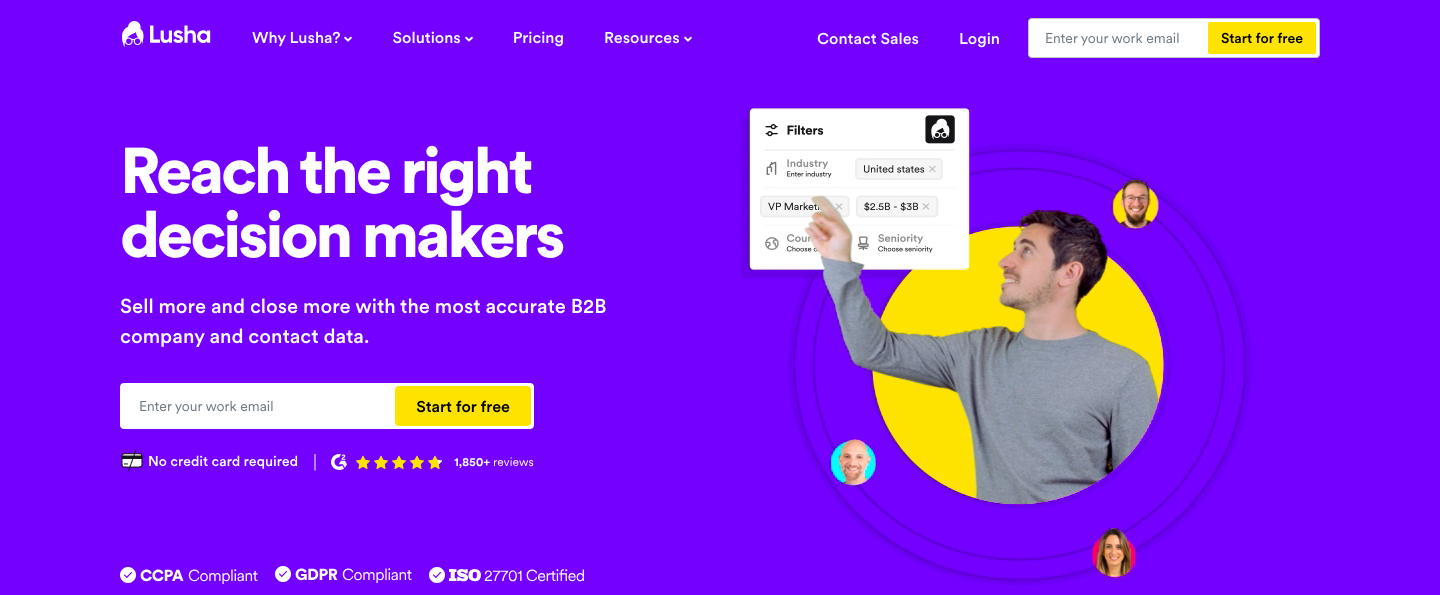 Lusha
Why Lusha?
Solutions
Pricing
Resources
Contact Sales
Login
Enter your work email
Start for free
Reach the right
decision makers
Sell more and close more with the most accurate B2B
company and contact data.
Enter your work email
Start for free
No credit card required
1,850+ reviews
CCPA Compliant
GDPR Compliant
ISO 27701 Certified
Filters
Industry
Enter industry
United states
VP Market
$2.5B - $3B
Cou
Choose
Seniority
Choose seniority